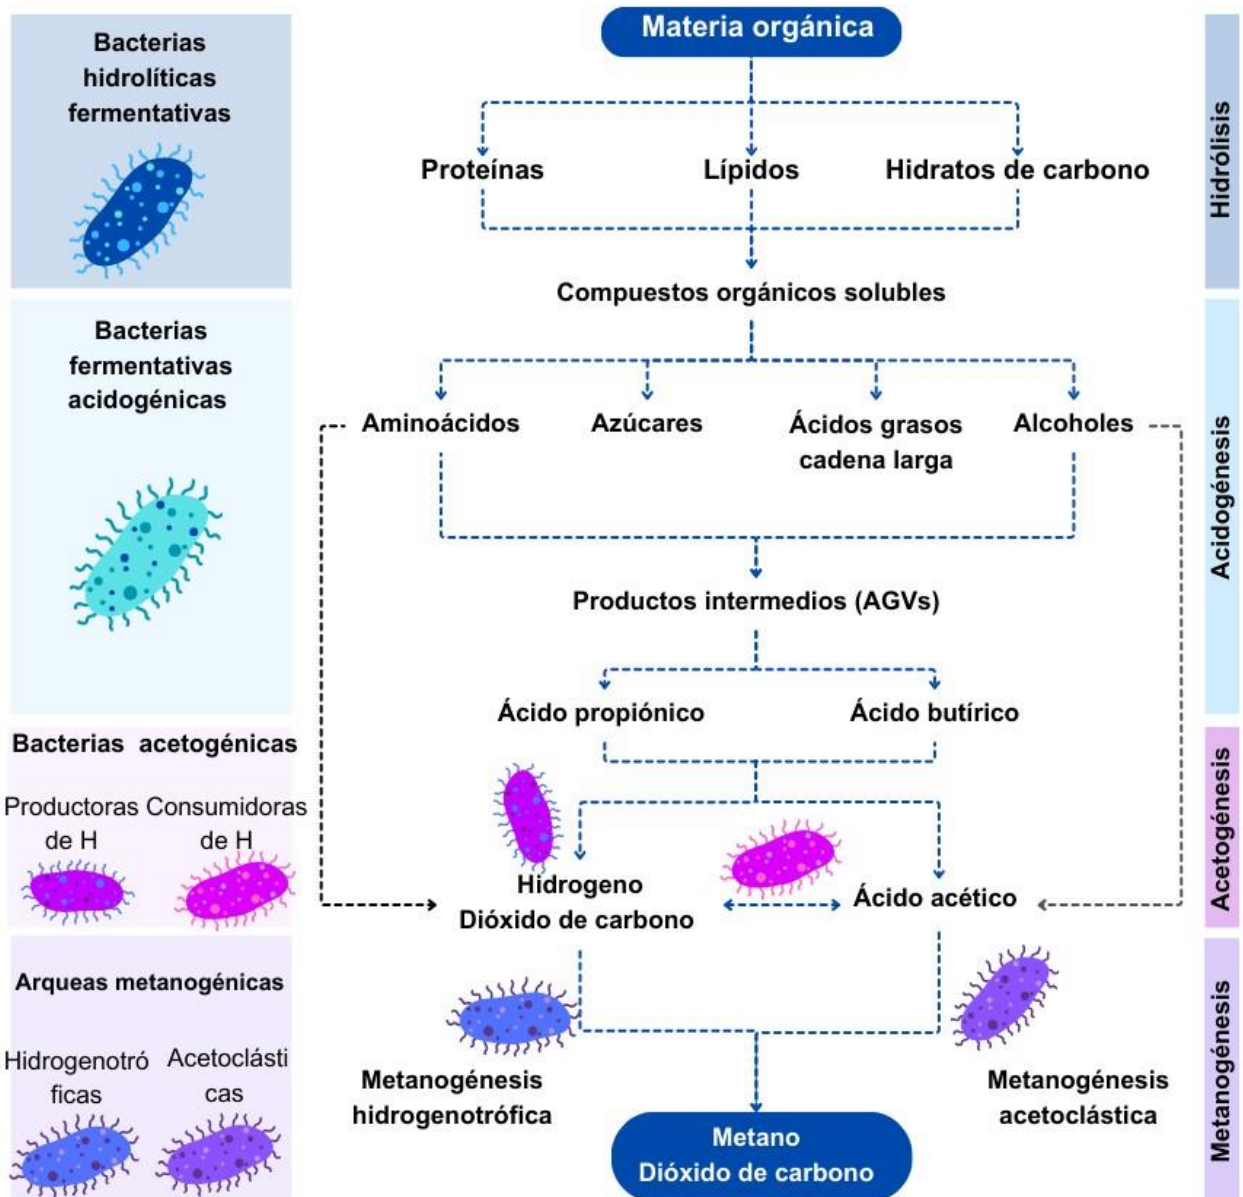 Materia orgánica
Bacterias
hidrolíticas
fermentativas
Proteínas
Lípidos
Hidratos de carbono
Hidrólisis
Compuestos orgánicos solubles
Bacterias
fermentativas
acidogénicas
Aminoácidos
Azúcares
Ácidos grasos
cadena larga
Alcoholes
Acidogénesis
Productos intermedios (AGVs)
Ácido propiónico
Ácido butírico
Bacterias acetogénicas
Productoras
de H
Consumidoras
de H
Hidrogeno
Dióxido de carbono
Ácido acético
Acetogénesis
Arqueas metanogénicas
Hidrogenotró
ficas
Acetoclásti
cas
Metanogénesis
hidrogenotrófica
Metanogénesis
acetoclástica
Metano
Dióxido de carbono
Metanogénesis